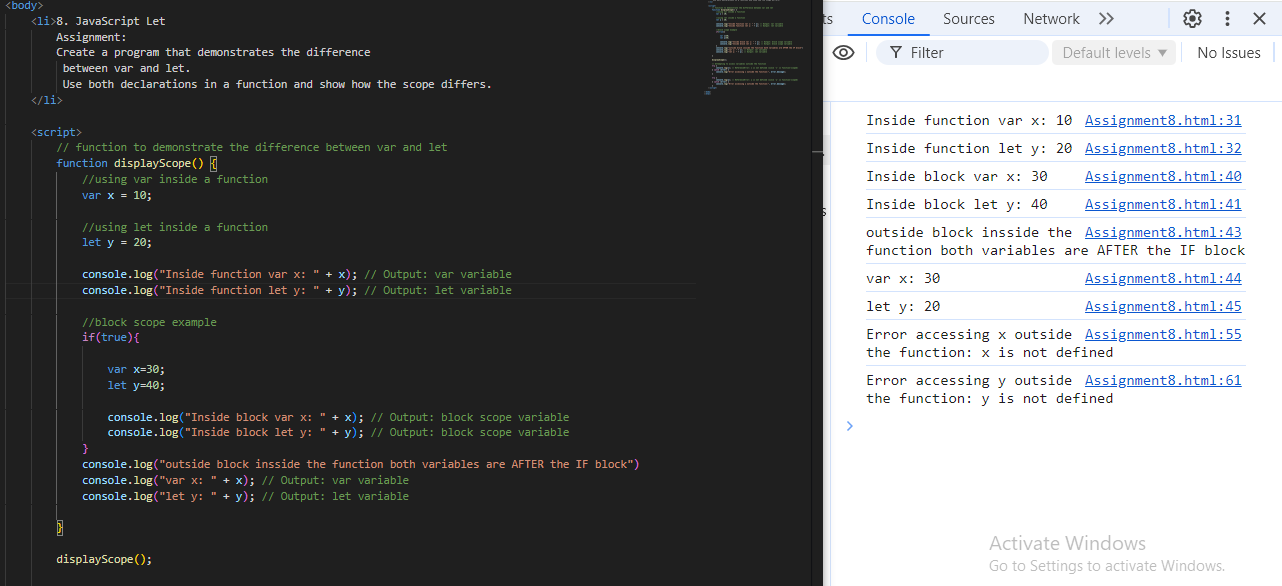 <body>
<li>8. JavaScript Let
Assignment:
Create a program that demonstrates the difference
between var and let.
Use both declarations in a function and show how the scope differs.
</li>
<script>
// function to demonstrate the difference between var and let
function displayScope() {
//using var inside a function
var x = 10;
//using let inside a function
let y = 20;
console.log("Inside function var x: " + x); // Output: var variable
console.log("Inside function let y: " + y); // Output: let variable
//block scope example
if(true){
var x=30;
let y=40;
console.log("Inside block var x: " + x); // Output: block scope variable
console.log("Inside block let y: " + y); // Output: block scope variable
}
console.log("outside block insside the function both variables are AFTER the IF block")
console.log("var x: " + x); // Output: var variable
console.log("let y: " + y); // Output: let variable
}
displayScope();
ts Console Sources Network
Filter Default levels ▼ No Issues
Inside function var x: 10 Assignment8.html:31
Inside function let y: 20 Assignment8.html:32
Inside block var x: 30 Assignment8.html:40
Inside block let y: 40 Assignment8.html:41
outside block insside the Assignment8.html:43
function both variables are AFTER the IF block
var x: 30 Assignment8.html:44
let y: 20 Assignment8.html:45
Error accessing x outside Assignment8.html:55
the function: x is not defined
Error accessing y outside Assignment8.html:61
the function: y is not defined
Activate Windows
Go to Settings to activate Windows.